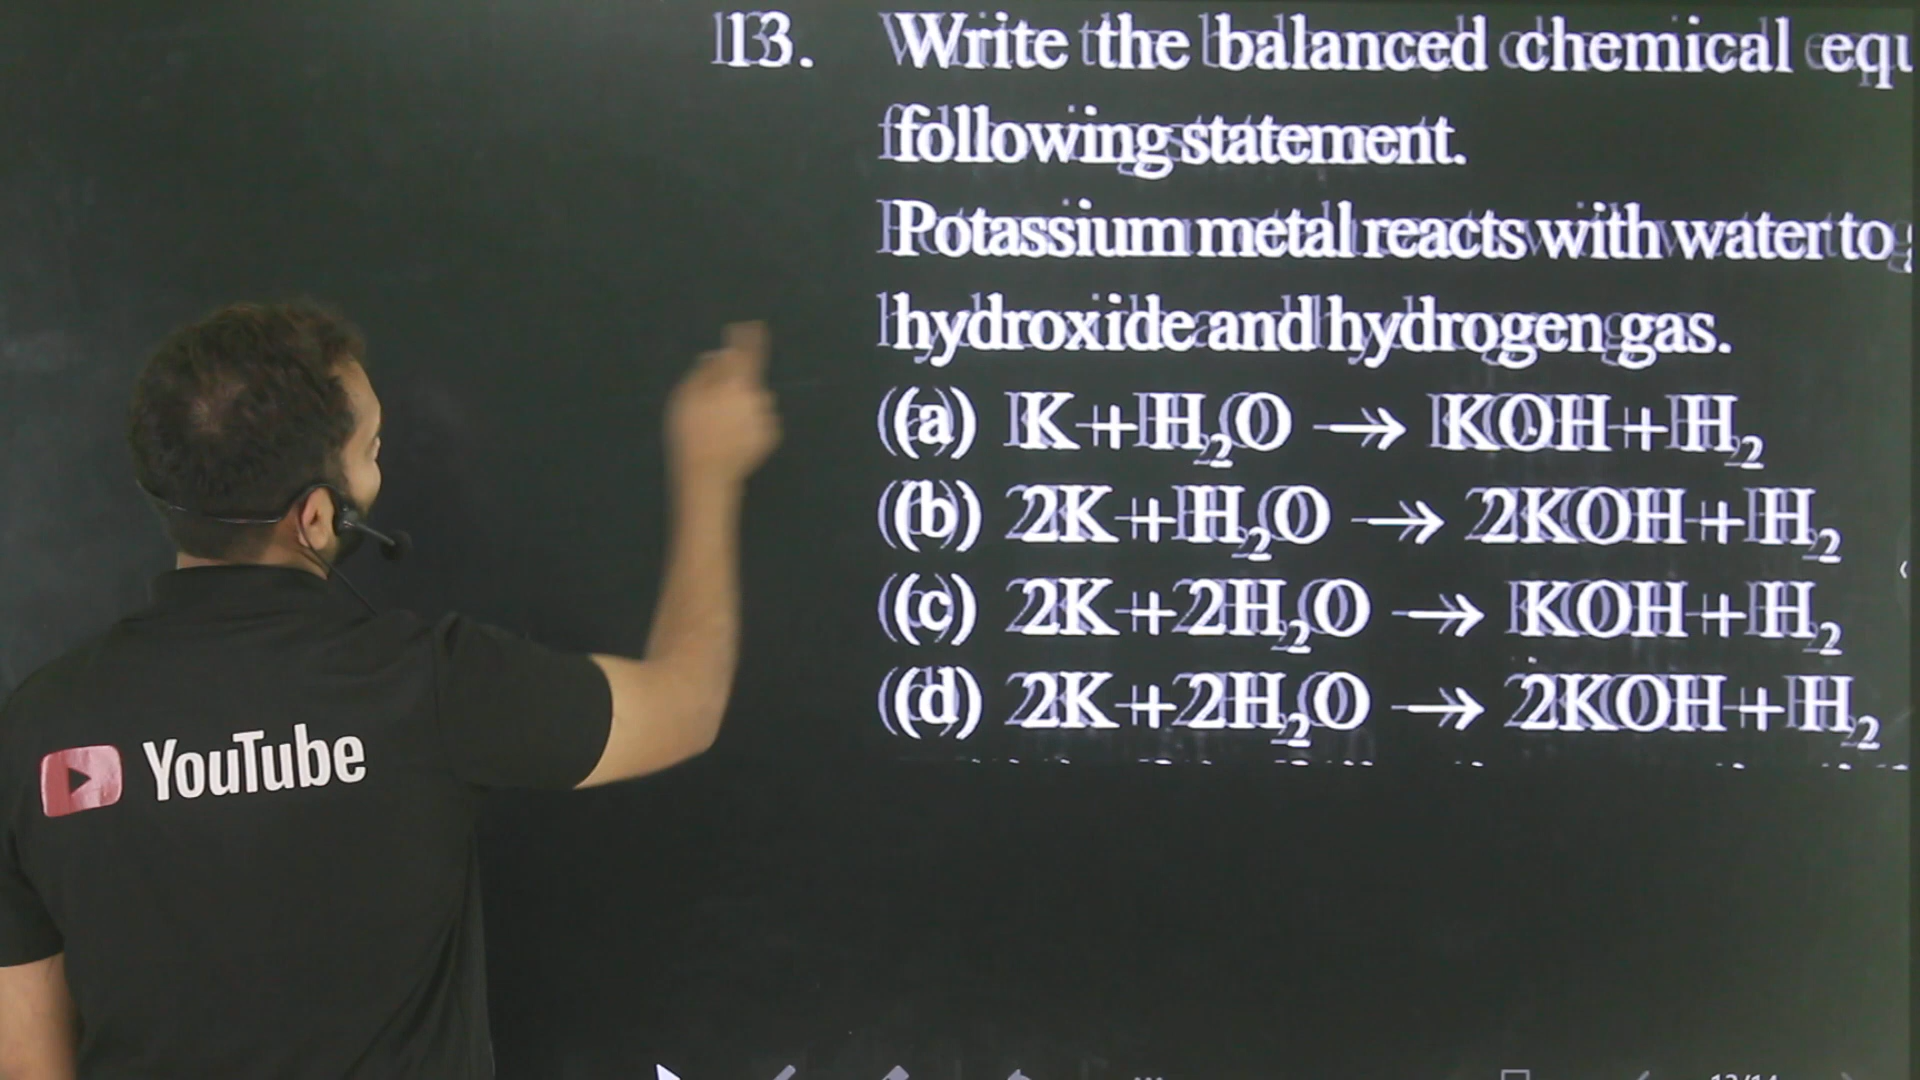 13. Write the balanced chemical
following statement.
Potassium metal reacts with water to
hydroxide and hydrogen gas.
(a) K + H₂O → KOH + H₂
(b) 2K + H₂O → 2KOH + H₂
(c) 2K + 2H₂O → KOH + H₂
(d) 2K + 2H₂O → 2KOH + H₂
YouTube